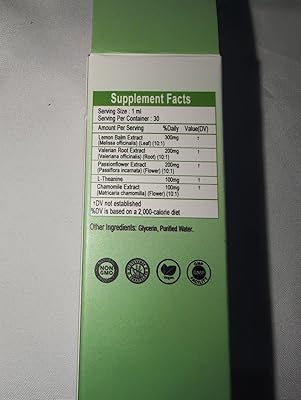 Supplement Facts
Serving Size : 1 ml
Serving Per Container : 30
Amount Per Serving %Daily Value(DV)
Lemon Balm Extract 300mg †
(Melissa officinalis) (Leaf) (10:1)
Valerian Root Extract 200mg †
(Valeriana officinalis) (Root) (10:1)
Passionflower Extract 200mg †
(Passiflora incarnata) (Flower) (10:1)
L-Theanine 100mg †
Chamomile Extract 100mg †
(Matricaria chamomilla) (Flower) (10:1)
†DV not established
%DV is based on a 2,000-calorie diet
Other Ingredients: Glycerin, Purified Water.
NON
GMO
Vegan
GMP